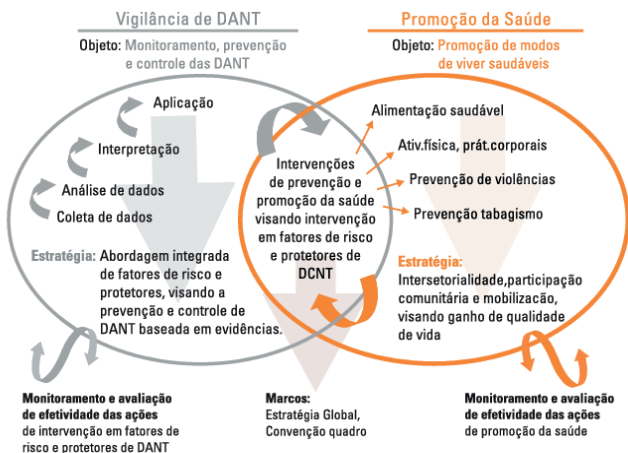 Vigilância de DANT
Objeto: Monitoramento, prevenção
e controle das DANT
Promoção da Saúde
Objeto: Promoção de modos
de viver saudáveis
Aplicação
Interpretação
Análise de dados
Coleta de dados
Estratégia: Abordagem integrada
de fatores de risco e
protetores, visando a
prevenção e controle de
DANT baseada em evidências.
Intervenções
de prevenção e
promoção da saúde
visando intervenção
em fatores de risco
e protetores de
DCNT
Alimentação saudável
Ativ.física, prát.corporais
Prevenção de violências
Prevenção tabagismo
Estratégia:
Intersetorialidade,participação
comunitária e mobilizacão,
visando ganho de qualidade
de vida
Monitoramento e avaliação
de efetividade das ações
de intervenção em fatores de
risco e protetores de DANT
Marcos:
Estratégia Global,
Convenção quadro
Monitoramento e avaliação
de efetividade das ações
de promoção da saúde